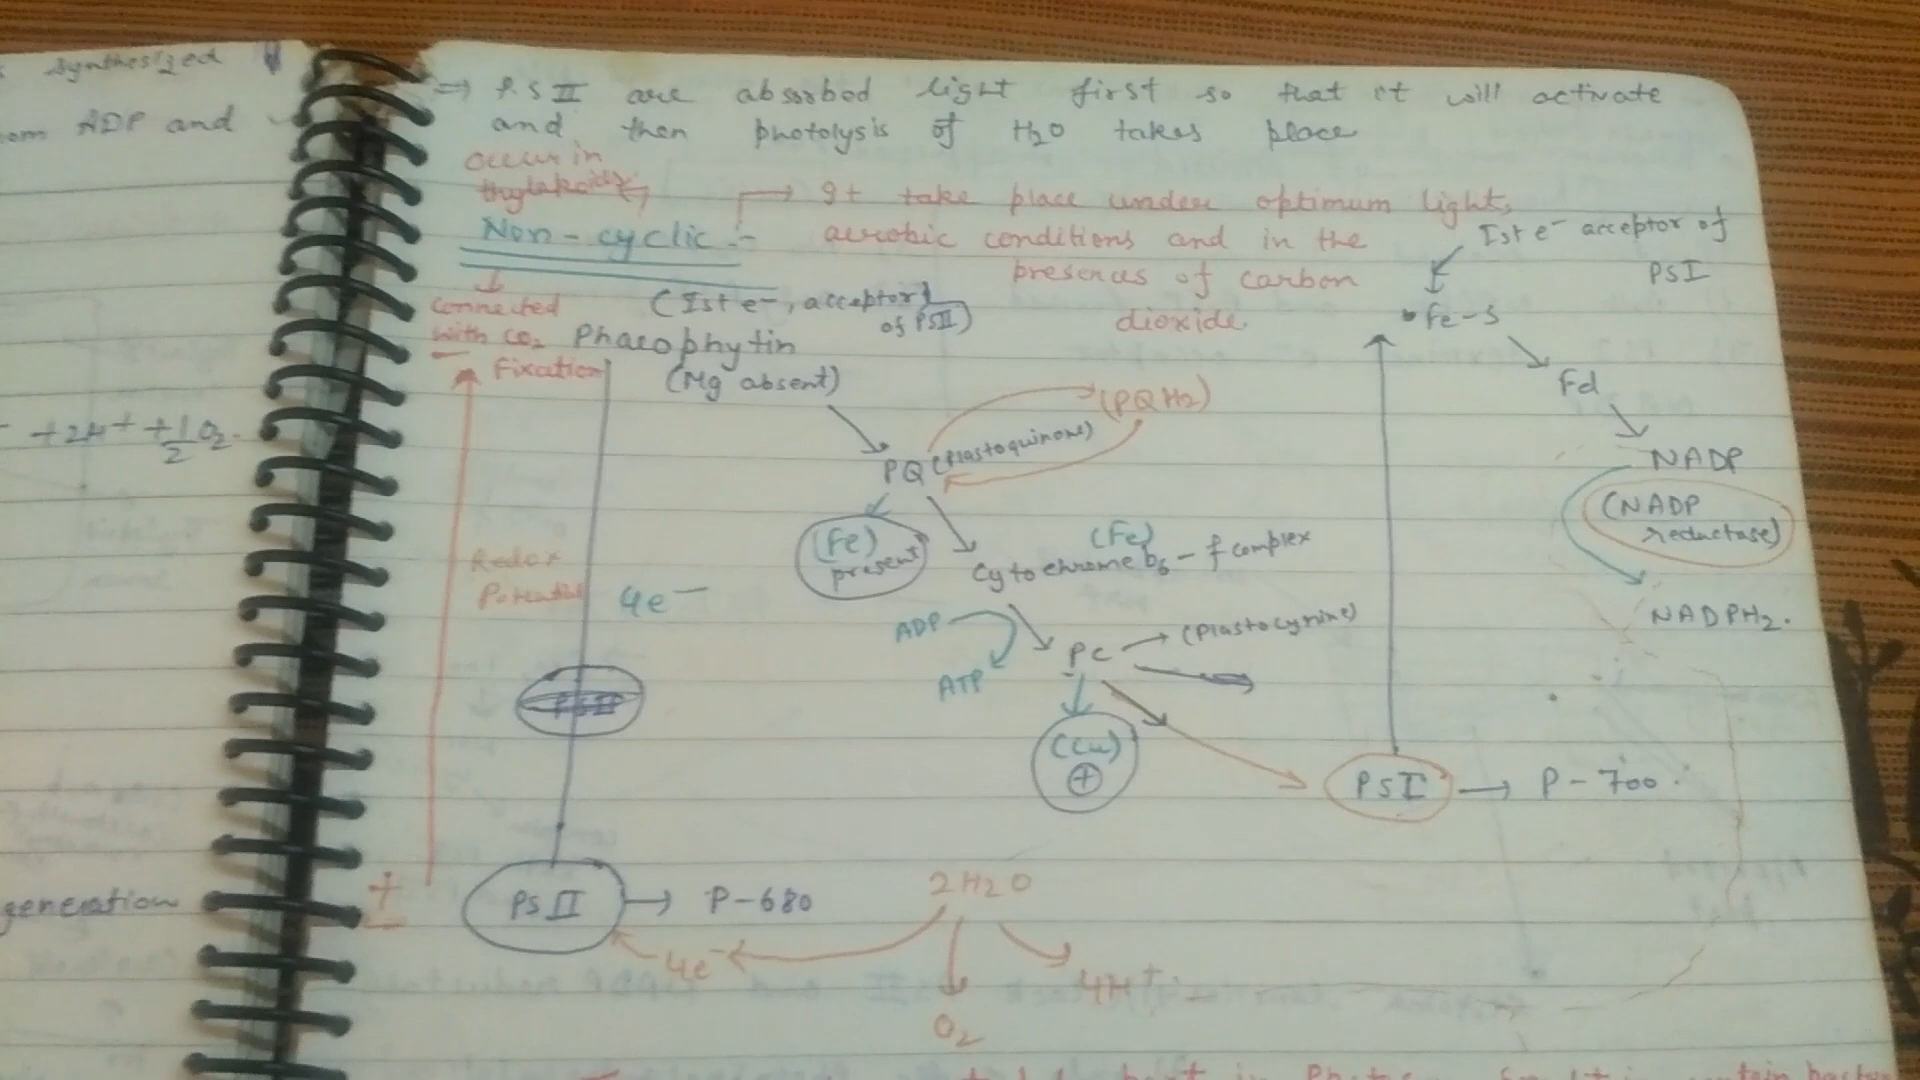 synthesized
ADP and
+ 2H+ + 1/2 O2.
generation
⇒ PS II are absorbed light first so that it will activate
and then photolysis of H2O takes place
occur in
thylakoids
Non-cyclic :-
→ It take place under optimum light,
aerobic conditions and in the
presences of carbon
dioxide.
connected
with CO2
Fixation
(Ist e-, acceptor
of PSII)
Phaeophytin
(Mg absent)
Ist e- acceptor of
PSI
Fe-S
Fd
NADP
(NADP
reductase)
NADPH2.
(PQH2)
PQ (Plastoquinone)
(Fe)
present
(Fe)
Cytochrome b6 - f complex
Redox
Potential
4e-
ADP
ATP
PC → (Plastocynine)
(Cu)
+
PS I → P-700.
+
-
PS II → P-680
2H2O
4e-
4H+
O2